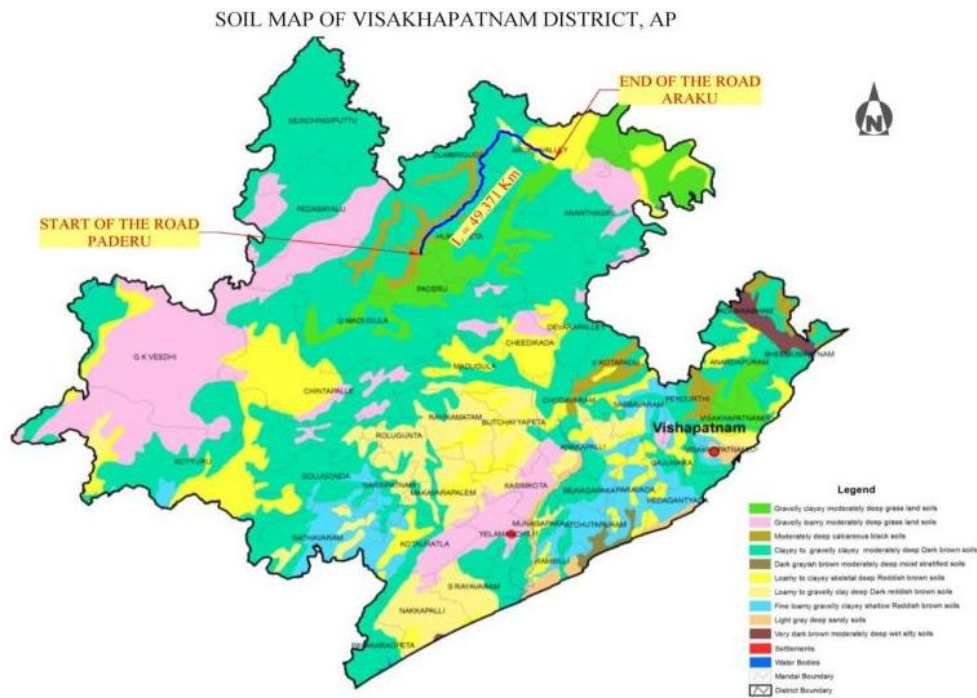 SOIL MAP OF VISAKHAPATNAM DISTRICT, AP
END OF THE ROAD
ARAKU
N
MUNCHINGIPUTTU
DUMBRIGUDA
PEDABAYALU
ANANTHAGIRI
L = 49.371 Km
START OF THE ROAD
PADERU
PADERU
G MADUGULA
G K VEEDHI
DEVARAPALLE
CHEEDIKADA
MADUGULA
K KOTAPADU
ANANDAPURAM
CHINTAPALLE
CHODAVARAM
SABBAVARAM
PENDURTHI
RAVIKAMATAM
BUTCHAYYAPETA
Vishapatnam
ROLUGUNTA
ANAKAPALLI
GAJUWAKA
KOYYURU
GOLUGONDA
NARSIPATNAM
MAKAVARAPALEM
KASIMKOTA
MUNAGAPAKA
PARAVADA
PEDAGANTYADA
NATHAVARAM
KOTAURATLA
YELAMANCHILI
MUNAGAPAKA
ATCHUTAPURAM
RAMBILLI
S RAYAVARAM
NAKKAPALLI
Legend
Gravelly clayey moderately deep grass land soils
Gravelly loamy moderately deep grass land soils
Moderately deep calcareous black soils
Clayey to gravelly clayey moderately deep Dark brown soils
Dark grayish brown moderately deep moist stratified soils
Loamy to clayey skeletal deep Reddish brown soils
Loamy to gravelly clay deep Dark reddish brown soils
Fine loamy gravelly clayey shallow Reddish brown soils
Light gray deep sandy soils
Very dark brown moderately deep wet silty soils
Settlements
Water Bodies
Mandal Boundary
District Boundary